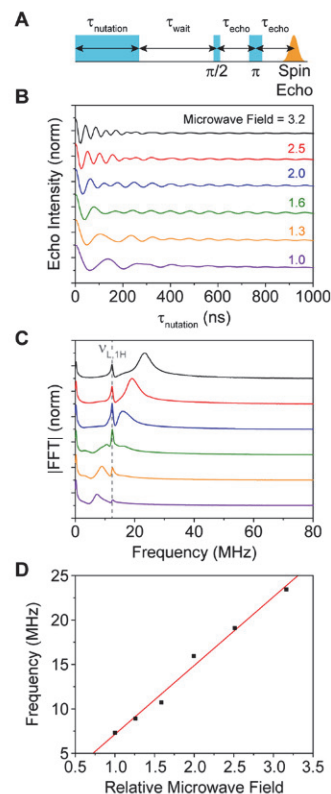 A
τnutation τwait τecho τecho
π/2 π Spin Echo
B
Echo Intensity (norm)
Microwave Field = 3.2
2.5
2.0
1.6
1.3
1.0
0 200 400 600 800 1000
τnutation (ns)
C
νL,1H
|FFT| (norm)
0 20 40 60 80
Frequency (MHz)
D
25
20
15
10
5
Frequency (MHz)
0.5 1.0 1.5 2.0 2.5 3.0 3.5
Relative Microwave Field